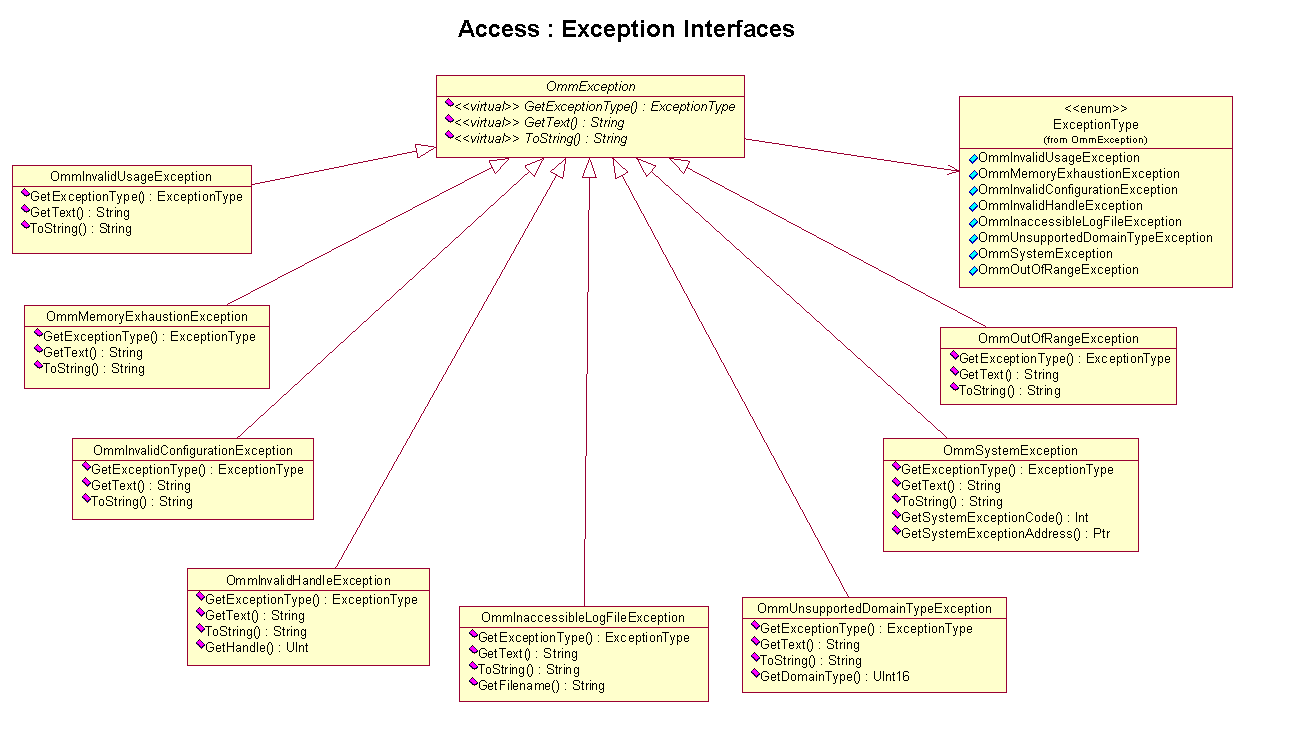 Access : Exception Interfaces
OmmException
<<virtual>> GetExceptionType() : ExceptionType
<<virtual>> GetText() : String
<<virtual>> ToString() : String
<<enum>>
ExceptionType
(from OmmException)
OmmInvalidUsageException
OmmMemoryExhaustionException
OmmInvalidConfigurationException
OmmInvalidHandleException
OmmInaccessibleLogFileException
OmmUnsupportedDomainTypeException
OmmSystemException
OmmOutOfRangeException
OmmInvalidUsageException
GetExceptionType() : ExceptionType
GetText() : String
ToString() : String
OmmMemoryExhaustionException
GetExceptionType() : ExceptionType
GetText() : String
ToString() : String
OmmOutOfRangeException
GetExceptionType() : ExceptionType
GetText() : String
ToString() : String
OmmInvalidConfigurationException
GetExceptionType() : ExceptionType
GetText() : String
ToString() : String
OmmSystemException
GetExceptionType() : ExceptionType
GetText() : String
ToString() : String
GetSystemExceptionCode() : Int
GetSystemExceptionAddress() : Ptr
OmmInvalidHandleException
GetExceptionType() : ExceptionType
GetText() : String
ToString() : String
GetHandle() : UInt
OmmInaccessibleLogFileException
GetExceptionType() : ExceptionType
GetText() : String
ToString() : String
GetFilename() : String
OmmUnsupportedDomainTypeException
GetExceptionType() : ExceptionType
GetText() : String
ToString() : String
GetDomainType() : UInt16